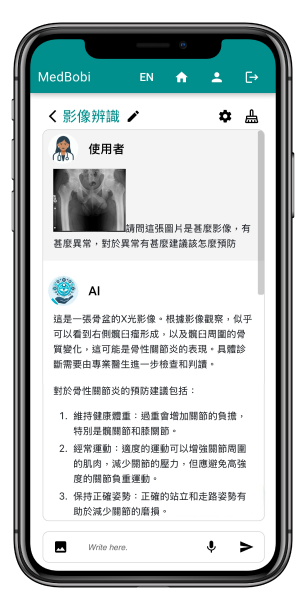 MedBobi EN
影像辨識
使用者
請問這張圖片是甚麼影像,有
甚麼異常,對於異常有甚麼建議該怎麼預防
AI
這是一張骨盆的X光影像。根據影像觀察,似乎
可以看到右側髖臼瘤形成,以及髖臼周圍的骨
質變化,這可能是骨性關節炎的表現。具體診
斷需要由專業醫生進一步檢查和判讀。
對於骨性關節炎的預防建議包括:
1. 維持健康體重:過重會增加關節的負擔,
特別是髖關節和膝關節。
2. 經常運動:適度的運動可以增強關節周圍
的肌肉,減少關節的壓力,但應避免高強
度的關節負重運動。
3. 保持正確姿勢:正確的站立和走路姿勢有
助於減少關節的磨損。
Write here.